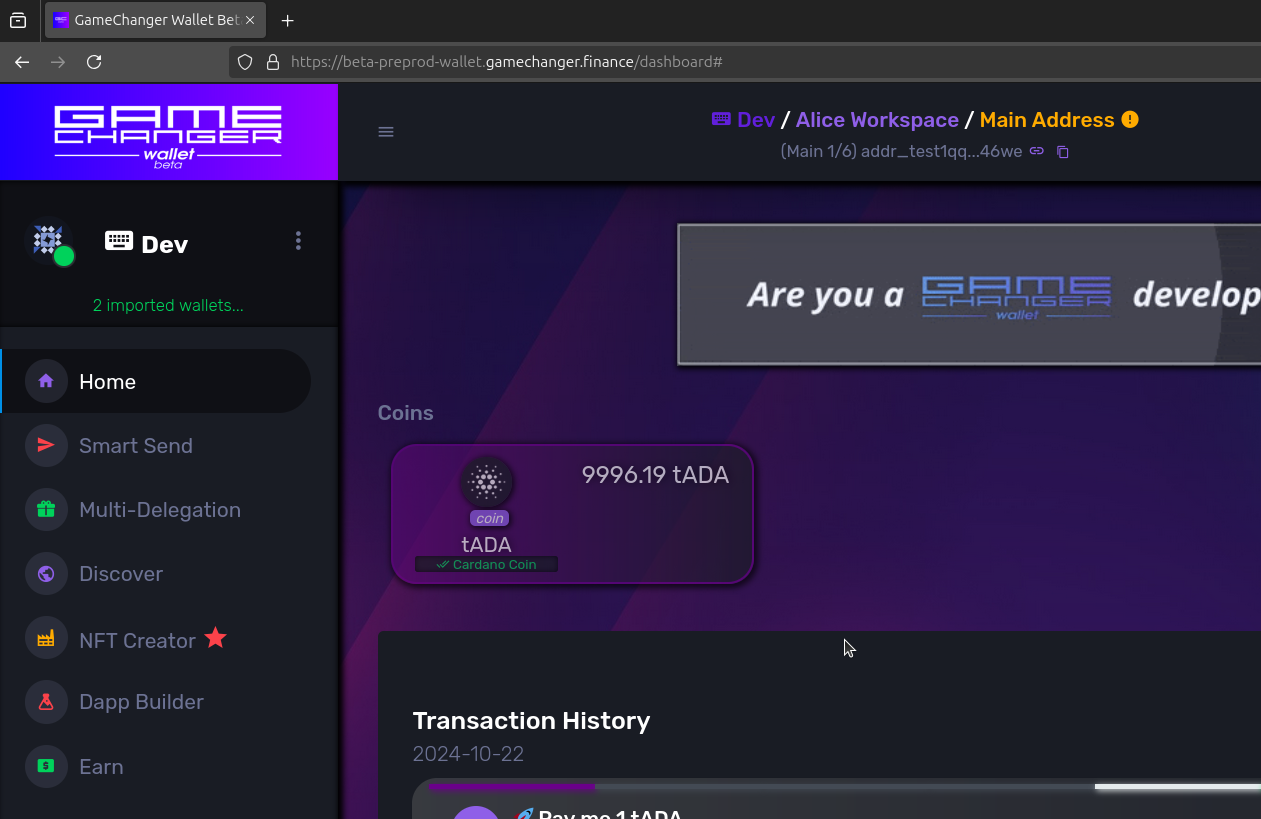 GameChanger Wallet Bet
https://beta-preprod-wallet.gamechanger.finance/dashboard#
GAME
CHANGER
wallet
beta
Dev / Alice Workspace / Main Address
(Main 1/6) addr_test1qq...46we
Dev
2 imported wallets...
Are you a GAME CHANGER wallet develop
Home
Smart Send
Multi-Delegation
Discover
NFT Creator
Dapp Builder
Earn
Coins
9996.19 tADA
coin
tADA
Cardano Coin
Transaction History
2024-10-22
Pay me 1 tADA